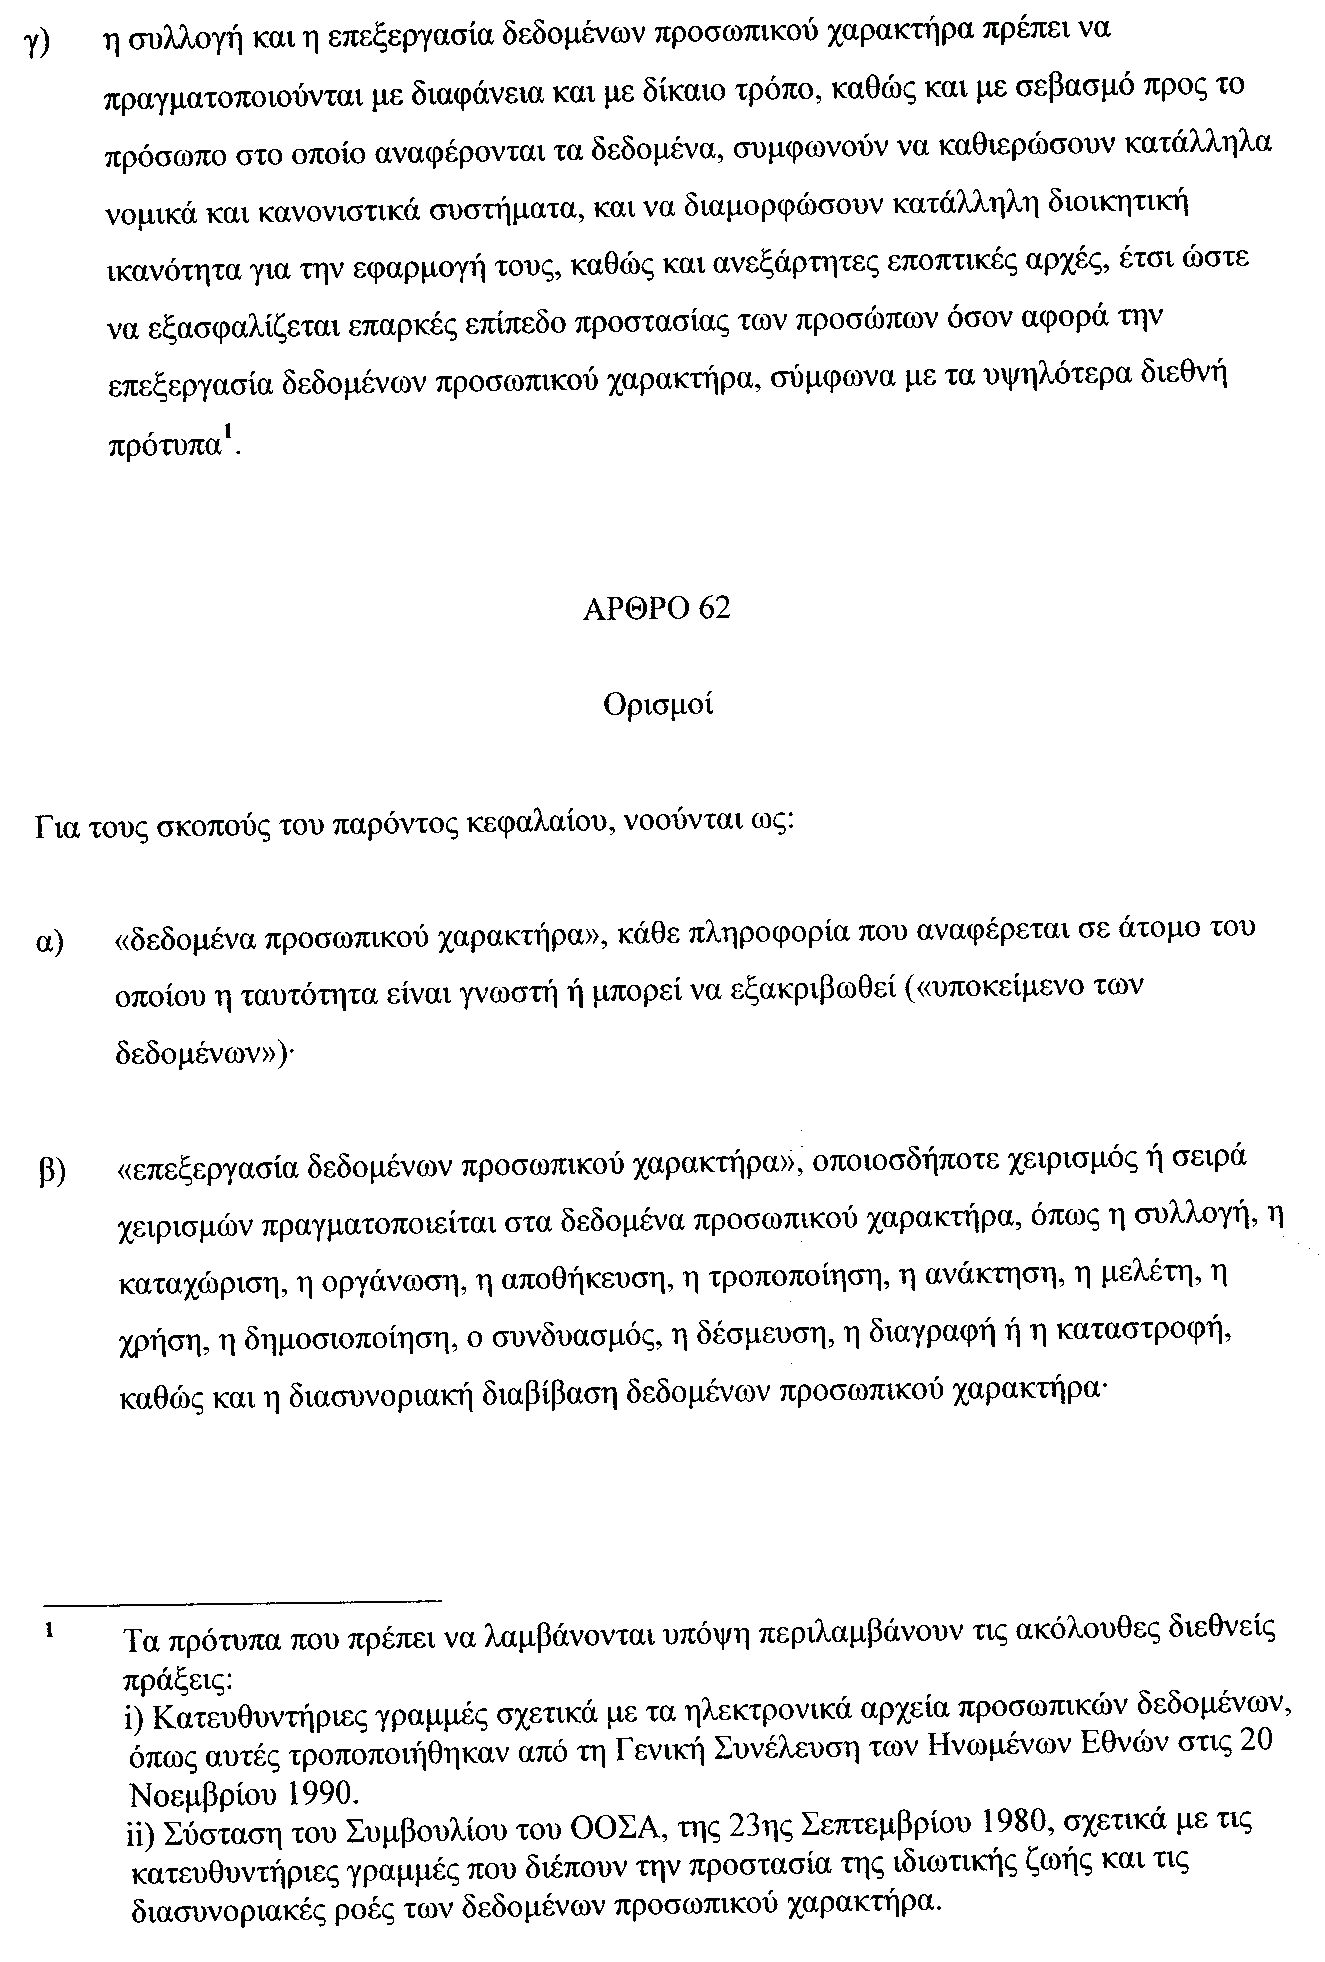 γ) η συλλογή και η επεξεργασία δεδομένων προσωπικού χαρακτήρα πρέπει να
πραγματοποιούνται με διαφάνεια και με δίκαιο τρόπο, καθώς και με σεβασμό προς το
πρόσωπο στο οποίο αναφέρονται τα δεδομένα, συμφωνούν να καθιερώσουν κατάλληλα
νομικά και κανονιστικά συστήματα, και να διαμορφώσουν κατάλληλη διοικητική
ικανότητα για την εφαρμογή τους, καθώς και ανεξάρτητες εποπτικές αρχές, έτσι ώστε
να εξασφαλίζεται επαρκές επίπεδο προστασίας των προσώπων όσον αφορά την
επεξεργασία δεδομένων προσωπικού χαρακτήρα, σύμφωνα με τα υψηλότερα διεθνή
πρότυπα¹.
ΑΡΘΡΟ 62
Ορισμοί
Για τους σκοπούς του παρόντος κεφαλαίου, νοούνται ως:
α) «δεδομένα προσωπικού χαρακτήρα», κάθε πληροφορία που αναφέρεται σε άτομο του
οποίου η ταυτότητα είναι γνωστή ή μπορεί να εξακριβωθεί («υποκείμενο των
δεδομένων»)·
β) «επεξεργασία δεδομένων προσωπικού χαρακτήρα», οποιοσδήποτε χειρισμός ή σειρά
χειρισμών πραγματοποιείται στα δεδομένα προσωπικού χαρακτήρα, όπως η συλλογή, η
καταχώριση, η οργάνωση, η αποθήκευση, η τροποποίηση, η ανάκτηση, η μελέτη, η
χρήση, η δημοσιοποίηση, ο συνδυασμός, η δέσμευση, η διαγραφή ή η καταστροφή,
καθώς και η διασυνοριακή διαβίβαση δεδομένων προσωπικού χαρακτήρα·
¹ Τα πρότυπα που πρέπει να λαμβάνονται υπόψη περιλαμβάνουν τις ακόλουθες διεθνείς
πράξεις:
i) Κατευθυντήριες γραμμές σχετικά με τα ηλεκτρονικά αρχεία προσωπικών δεδομένων,
όπως αυτές τροποποιήθηκαν από τη Γενική Συνέλευση των Ηνωμένων Εθνών στις 20
Νοεμβρίου 1990.
ii) Σύσταση του Συμβουλίου του ΟΟΣΑ, της 23ης Σεπτεμβρίου 1980, σχετικά με τις
κατευθυντήριες γραμμές που διέπουν την προστασία της ιδιωτικής ζωής και τις
διασυνοριακές ροές των δεδομένων προσωπικού χαρακτήρα.